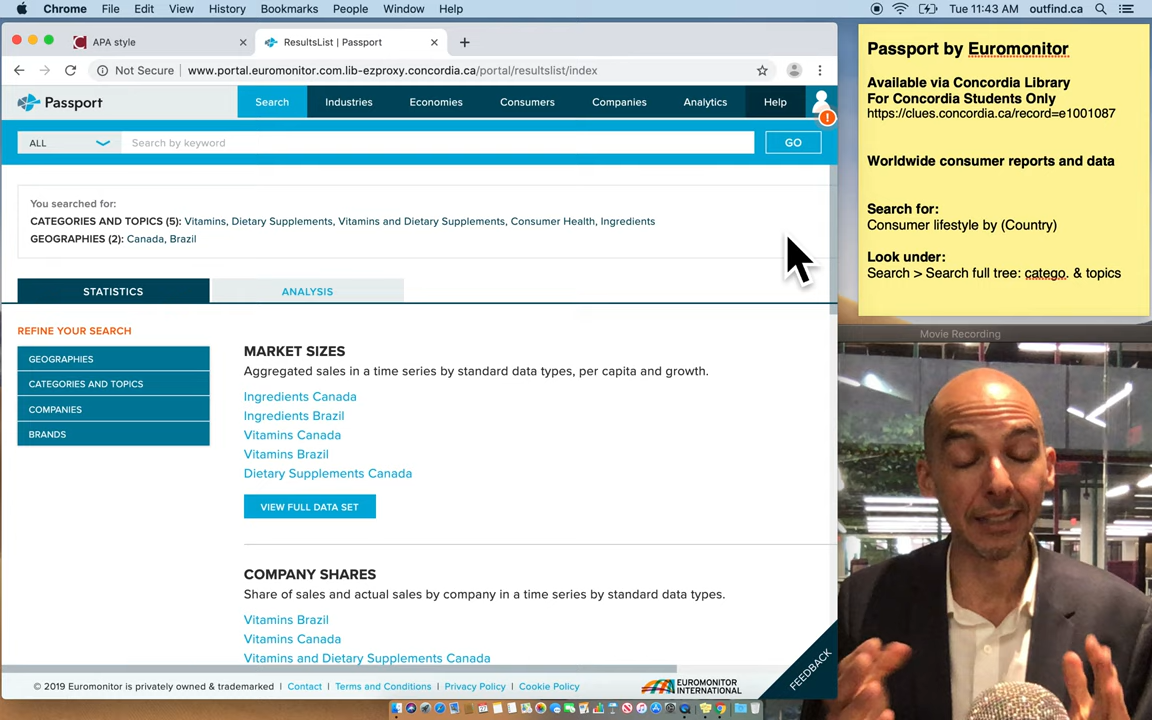 Chrome File Edit View History Bookmarks People Window Help Tue 11:43 AM outfind.ca
APA style
ResultsList | Passport
Not Secure | www.portal.euromonitor.com.lib-ezproxy.concordia.ca/portal/resultslist/index
Passport Search Industries Economies Consumers Companies Analytics Help
!
ALL Search by keyword GO
You searched for:
CATEGORIES AND TOPICS (5): Vitamins, Dietary Supplements, Vitamins and Dietary Supplements, Consumer Health, Ingredients
GEOGRAPHIES (2): Canada, Brazil
STATISTICS ANALYSIS
REFINE YOUR SEARCH
GEOGRAPHIES
CATEGORIES AND TOPICS
COMPANIES
BRANDS
MARKET SIZES
Aggregated sales in a time series by standard data types, per capita and growth.
Ingredients Canada
Ingredients Brazil
Vitamins Canada
Vitamins Brazil
Dietary Supplements Canada
VIEW FULL DATA SET
COMPANY SHARES
Share of sales and actual sales by company in a time series by standard data types.
Vitamins Brazil
Vitamins Canada
Vitamins and Dietary Supplements Canada
FEEDBACK
© 2019 Euromonitor is privately owned & trademarked | Contact | Terms and Conditions | Privacy Policy | Cookie Policy
EUROMONITOR
INTERNATIONAL
Passport by Euromonitor
Available via Concordia Library
For Concordia Students Only
https://clues.concordia.ca/record=e1001087
Worldwide consumer reports and data
Search for:
Consumer lifestyle by (Country)
Look under:
Search > Search full tree: catego. & topics
Movie Recording